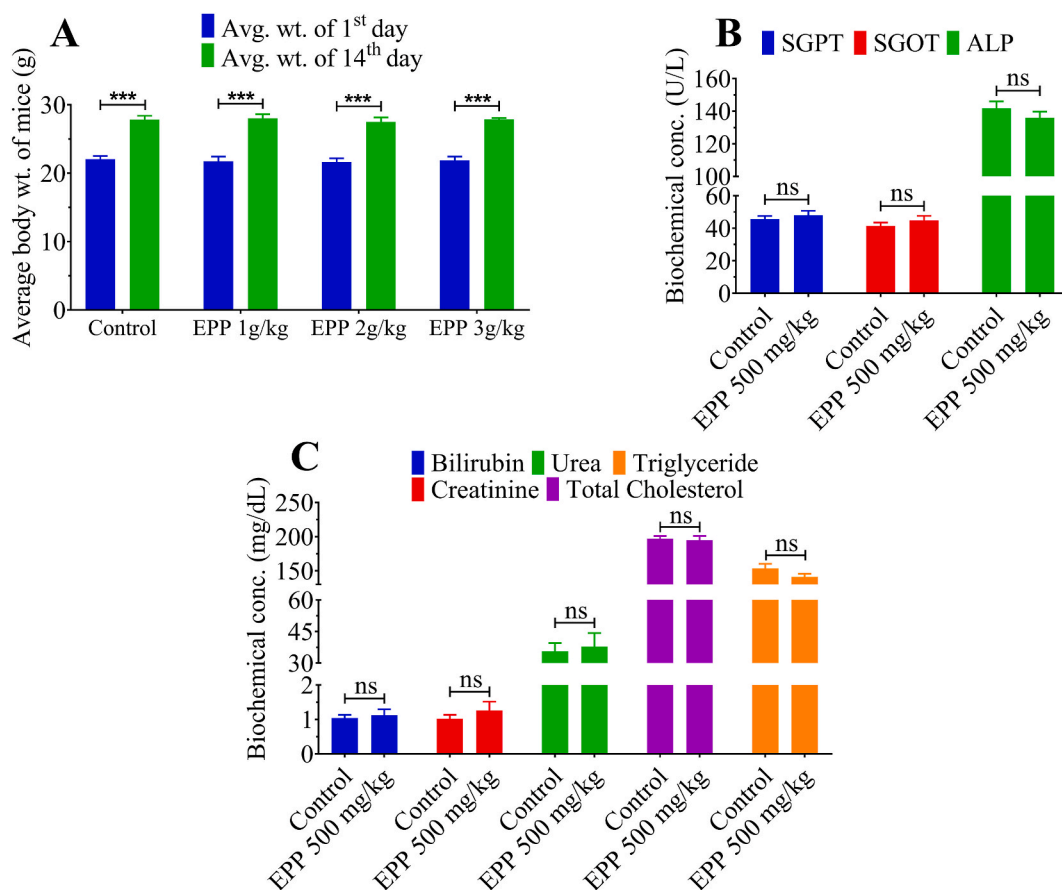 A
Avg. wt. of 1st day
Avg. wt. of 14th day
Average body wt. of mice (g)
30
20
10
0
***
***
***
***
Control
EPP 1g/kg
EPP 2g/kg
EPP 3g/kg
B
SGPT
SGOT
ALP
Biochemical conc. (U/L)
160
140
120
100
60
40
20
0
ns
ns
ns
Control
EPP 500 mg/kg
Control
EPP 500 mg/kg
Control
EPP 500 mg/kg
C
Bilirubin
Urea
Triglyceride
Creatinine
Total Cholesterol
Biochemical conc. (mg/dL)
250
200
150
60
45
30
2
1
0
ns
ns
ns
ns
ns
Control
EPP 500 mg/kg
Control
EPP 500 mg/kg
Control
EPP 500 mg/kg
Control
EPP 500 mg/kg
Control
EPP 500 mg/kg